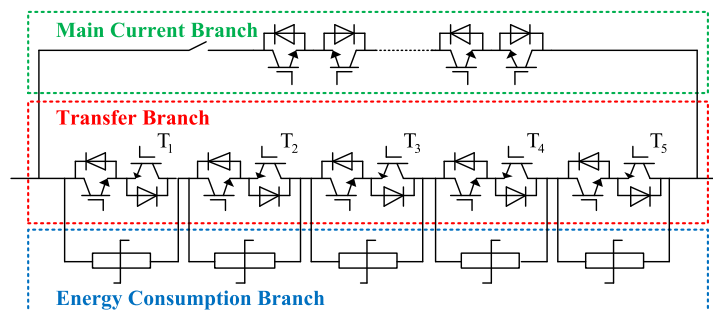 Main Current Branch
Transfer Branch
T1 T2 T3 T4 T5
Energy Consumption Branch